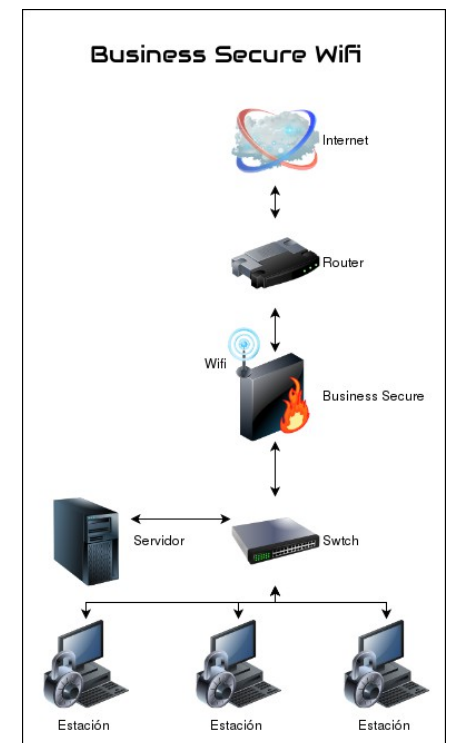 Business Secure Wifi
Internet
Router
Wifi
Business Secure
Servidor
Swtch
Estación
Estación
Estación